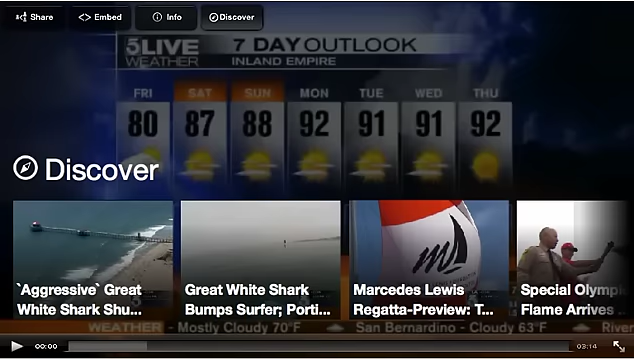 Share <> Embed Info Discover
5LIVE WEATHER
7 DAY OUTLOOK
INLAND EMPIRE
FRI SAT SUN MON TUE WED THU
80 87 88 92 91 91 92
Discover
`Aggressive` Great White Shark Shu...
Great White Shark Bumps Surfer; Porti...
Marcedes Lewis Regatta-Preview: T...
Special Olympi
Flame Arrives
WEATHER - Mostly Cloudy 70°F San Bernardino - Cloudy 63°F River
00:00 03:14